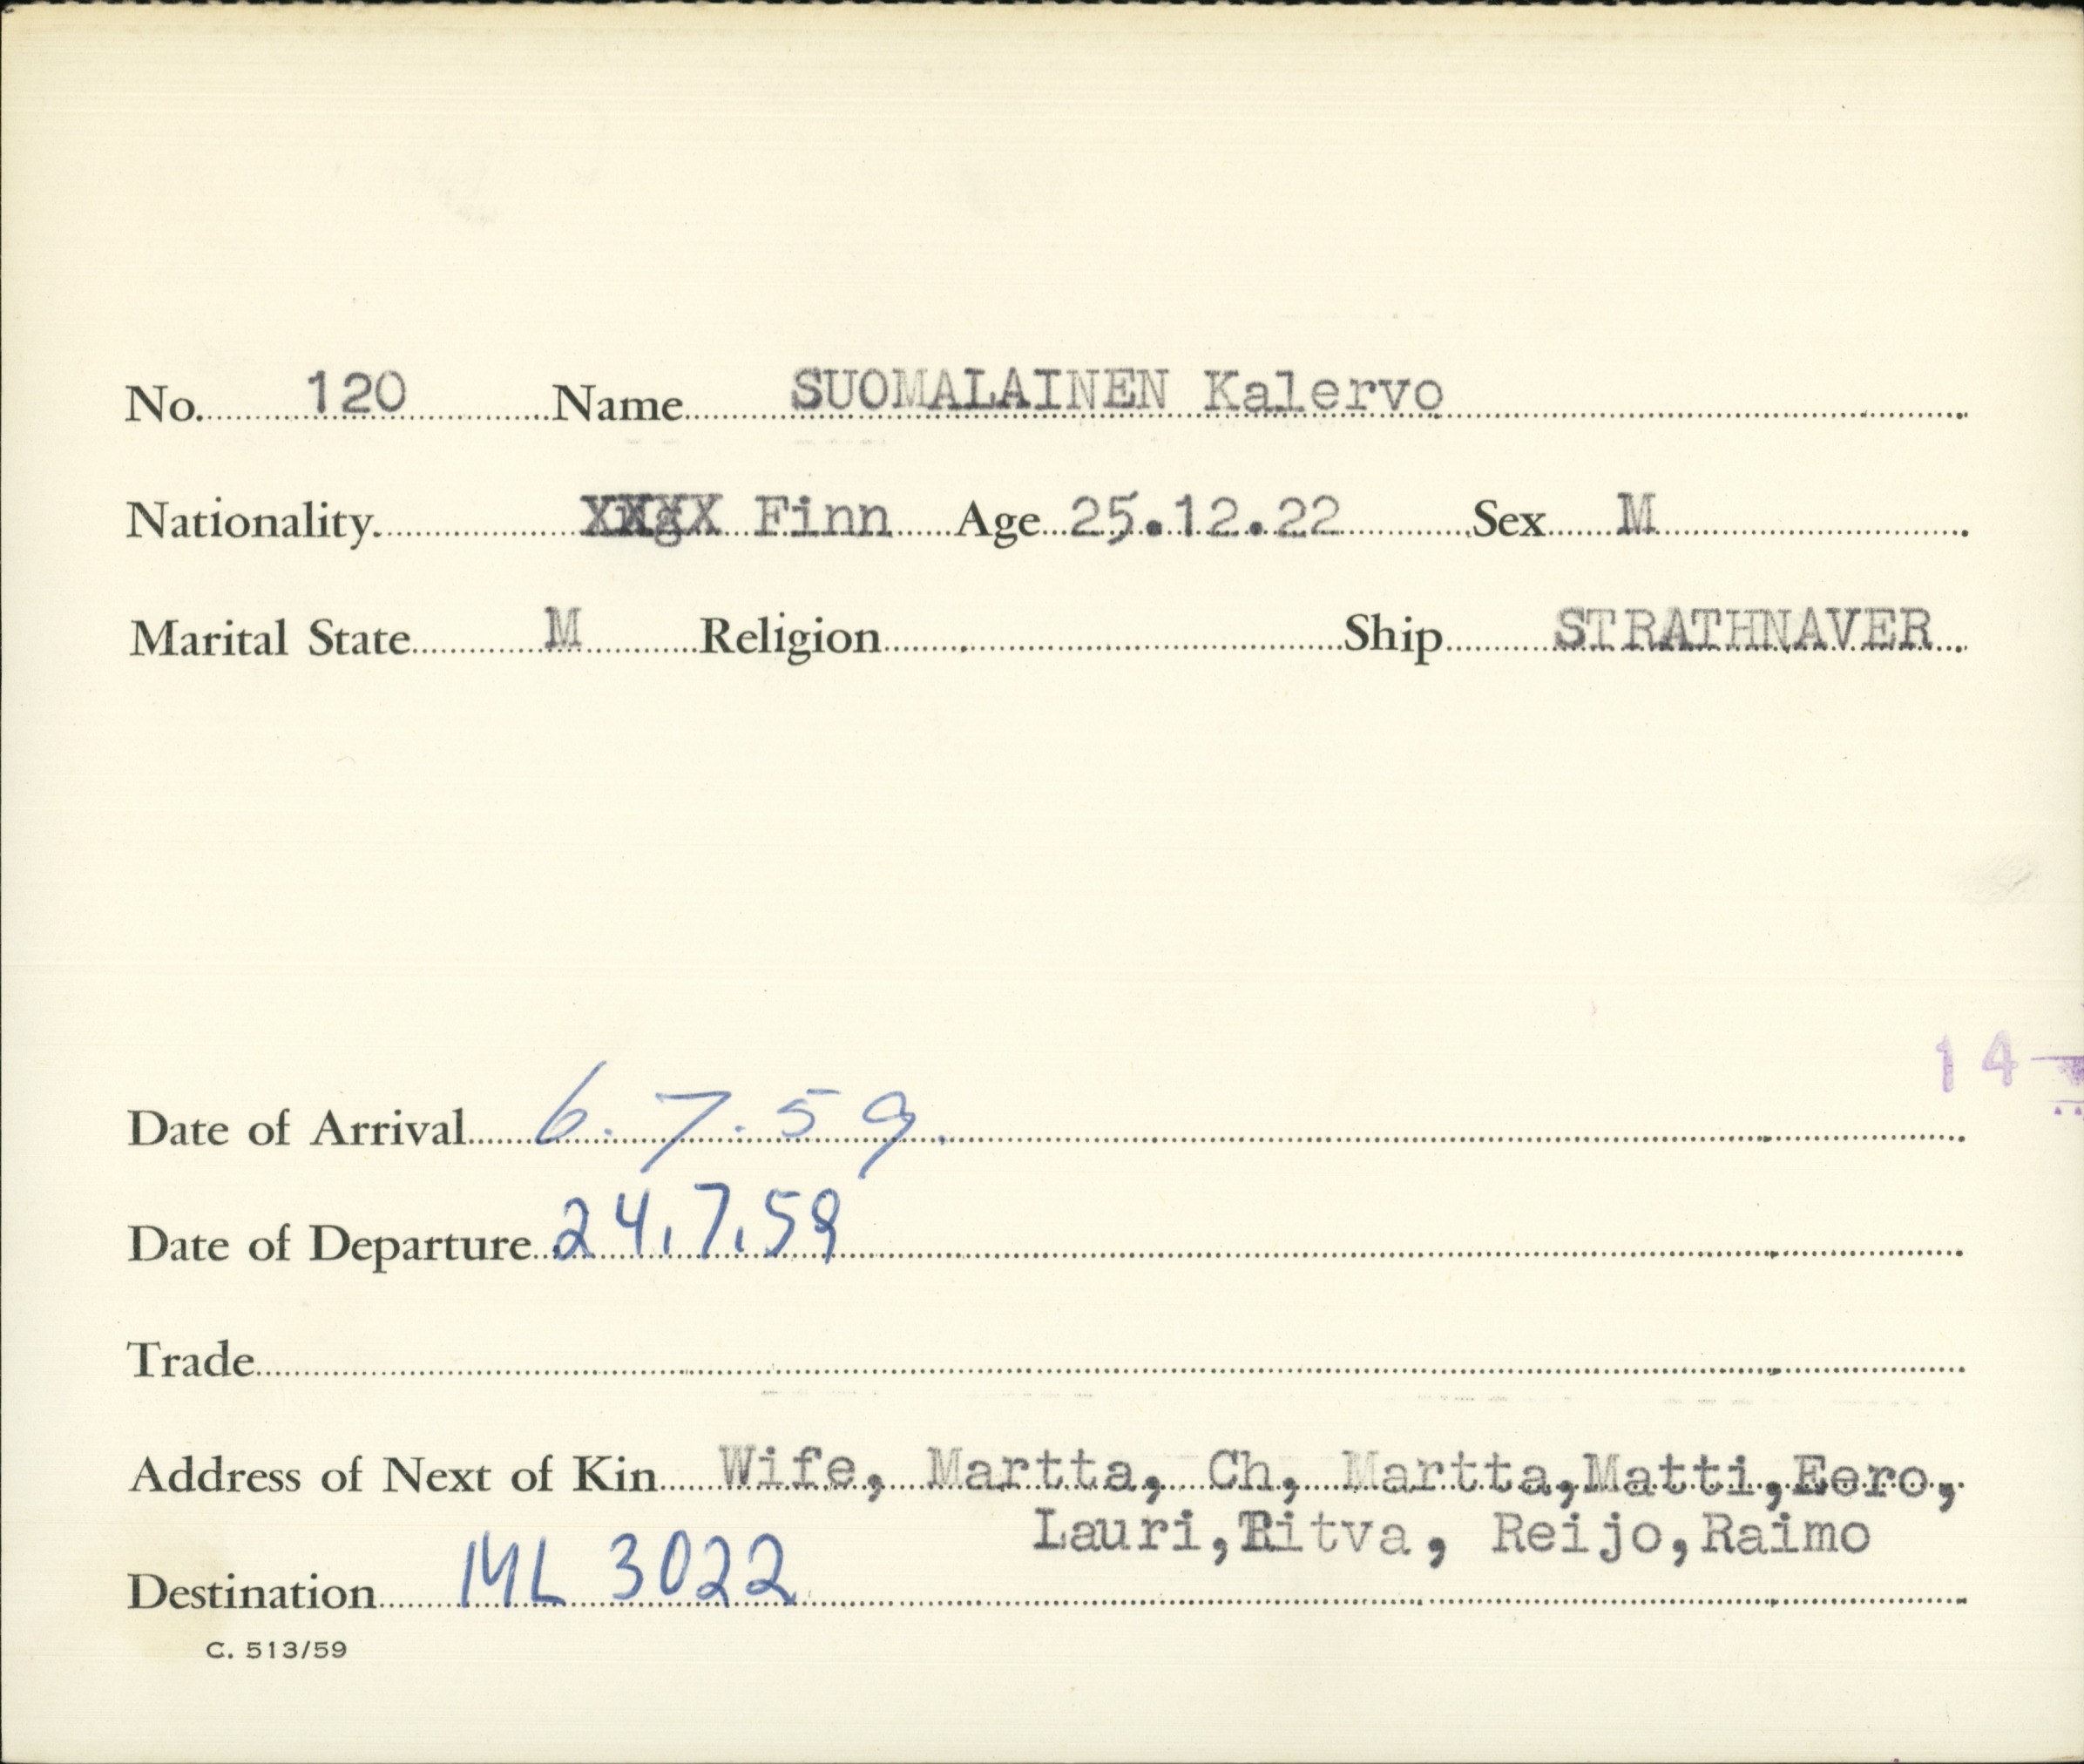 No. 120 Name SUOMALAINEN Kalervo
Nationality. Finn Age 25.12.22 Sex M
Marital State M Religion Ship STRATHNAVER
14
Date of Arrival 6.7.59.
Date of Departure 24.7.59
Trade
Address of Next of Kin Wife, Martta, Ch, Martta,Matti,Eero,
Lauri,Ritva, Reijo,Raimo
Destination ML 3022
C. 513/59